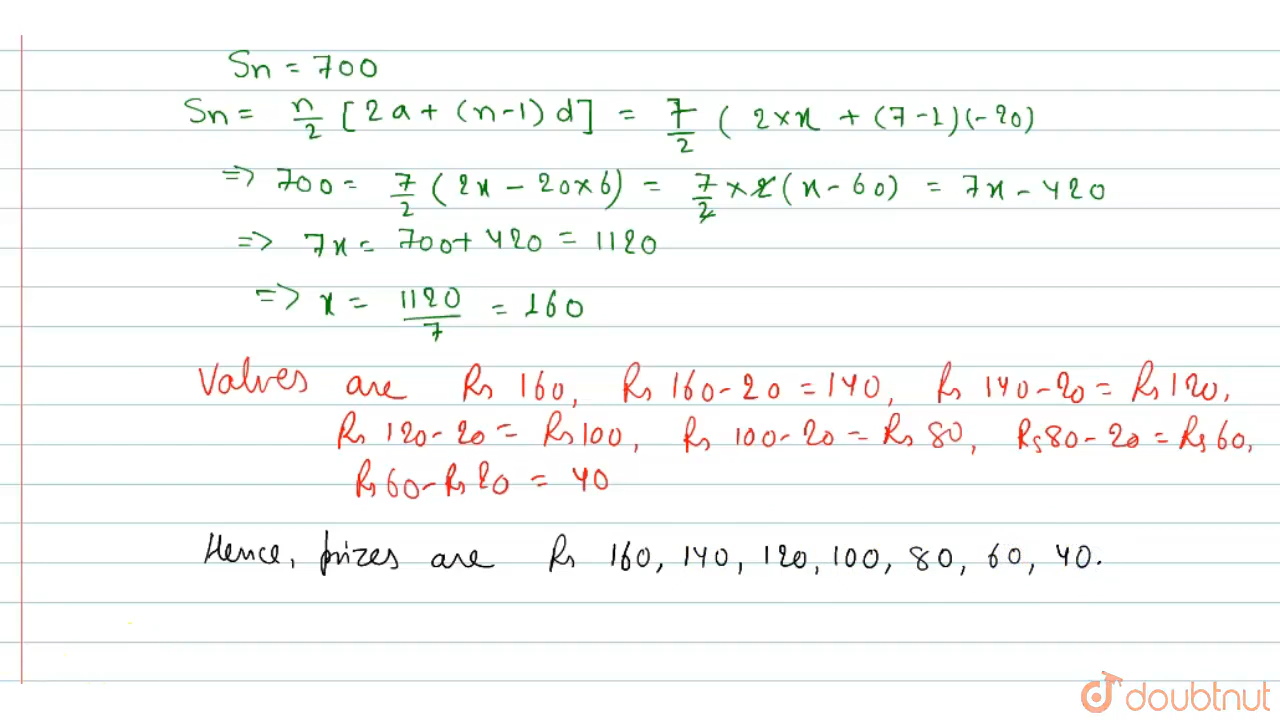 Sn = 700
Sn = n/2 [2a + (n-1) d] = 7/2 ( 2×x + (7-1)(-20)
=> 700 = 7/2 ( 2x - 20×6) = 7/2 × 2 (x - 60) = 7x - 420
=> 7x = 700 + 420 = 1120
=> x = 1120/7 = 160
Valves are Rs 160, Rs 160-20 = 140, Rs 140-20 = Rs 120,
Rs 120-20 = Rs 100, Rs 100-20 = Rs 80, Rs 80-20 = Rs 60,
Rs 60-Rs 20 = 40
Hence, prizes are Rs 160, 140, 120, 100, 80, 60, 40.
doubtnut